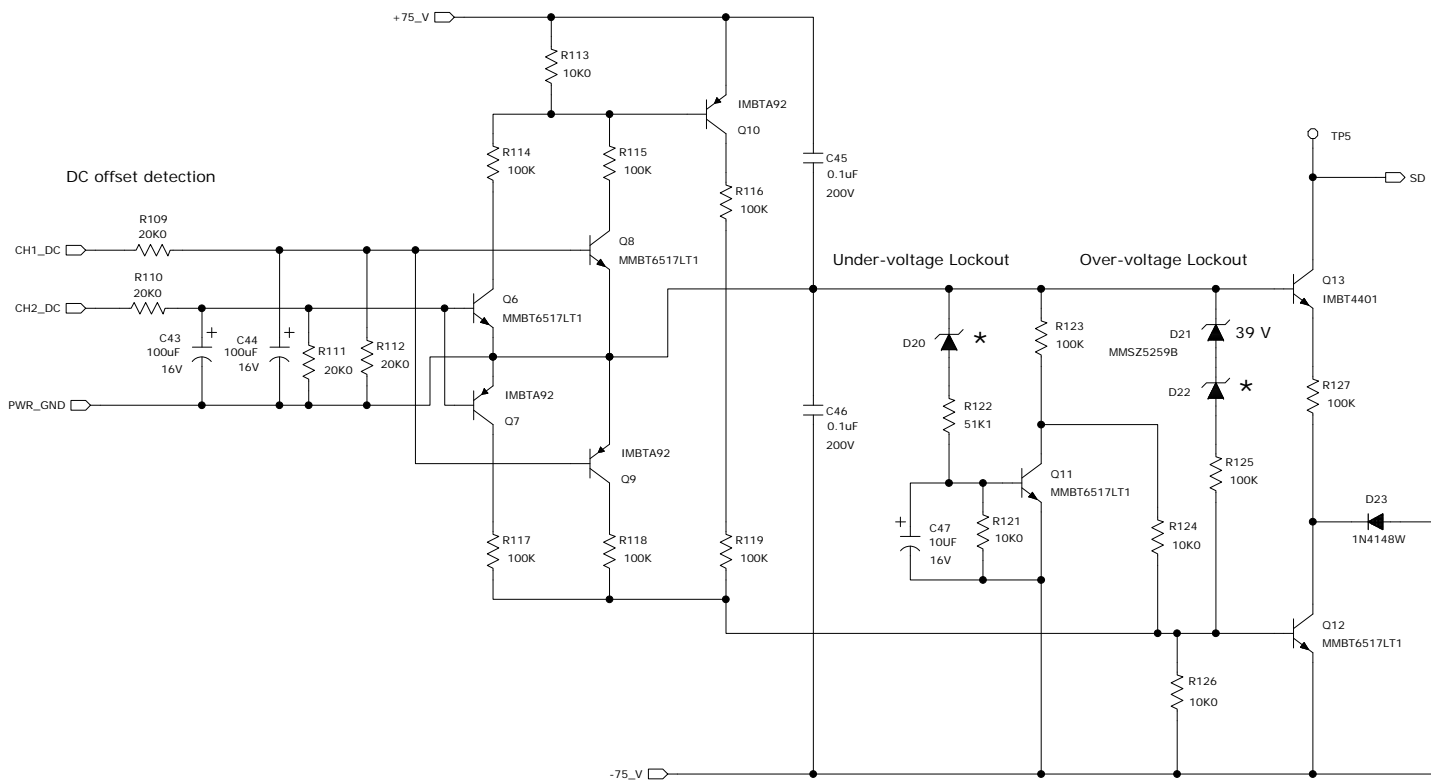 +75_V
R113
10K0
IMBTA92
Q10
R114
100K
R115
100K
C45
0.1uF
200V
TP5
SD
DC offset detection
R116
100K
R109
20K0
CH1_DC
Q8
MMBT6517LT1
R110
20K0
CH2_DC
Q6
MMBT6517LT1
Under-voltage Lockout
Over-voltage Lockout
Q13
IMBT4401
C43
100uF
16V
+
C44
100uF
16V
+
R111
20K0
R112
20K0
D20
*
R123
100K
D21
39 V
MMSZ5259B
D22
*
R127
100K
PWR_GND
IMBTA92
Q7
C46
0.1uF
200V
R122
51K1
IMBTA92
Q9
Q11
MMBT6517LT1
R125
100K
D23
1N4148W
R117
100K
R118
100K
R119
100K
+
C47
10UF
16V
R121
10K0
R124
10K0
Q12
MMBT6517LT1
R126
10K0
-75_V